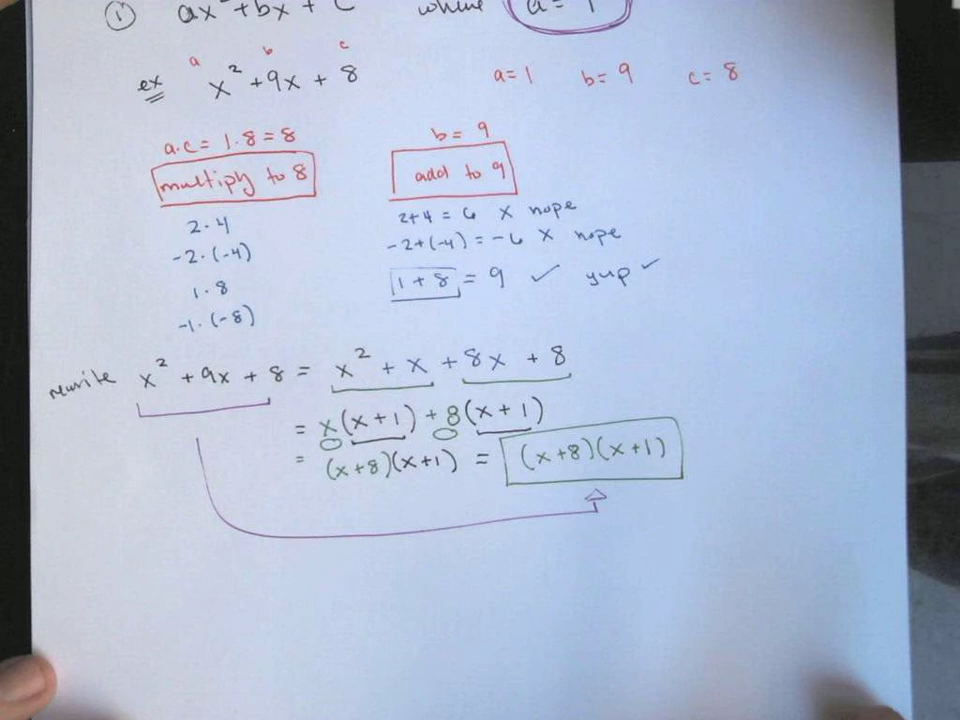 ① ax² + bx + c where a = 1
a b c
ex x² + 9x + 8 a = 1 b = 9 c = 8
a·c = 1·8 = 8 b = 9
multiply to 8 add to 9
2·4 2+4 = 6 x nope
-2·(-4) -2+(-4) = -6 x nope
1·8 1 + 8 = 9 ✓ yup ✓
-1·(-8)
rewrite x² + 9x + 8 = x² + x + 8x + 8
= x(x+1) + 8(x+1)
= (x+8)(x+1) = (x+8)(x+1)